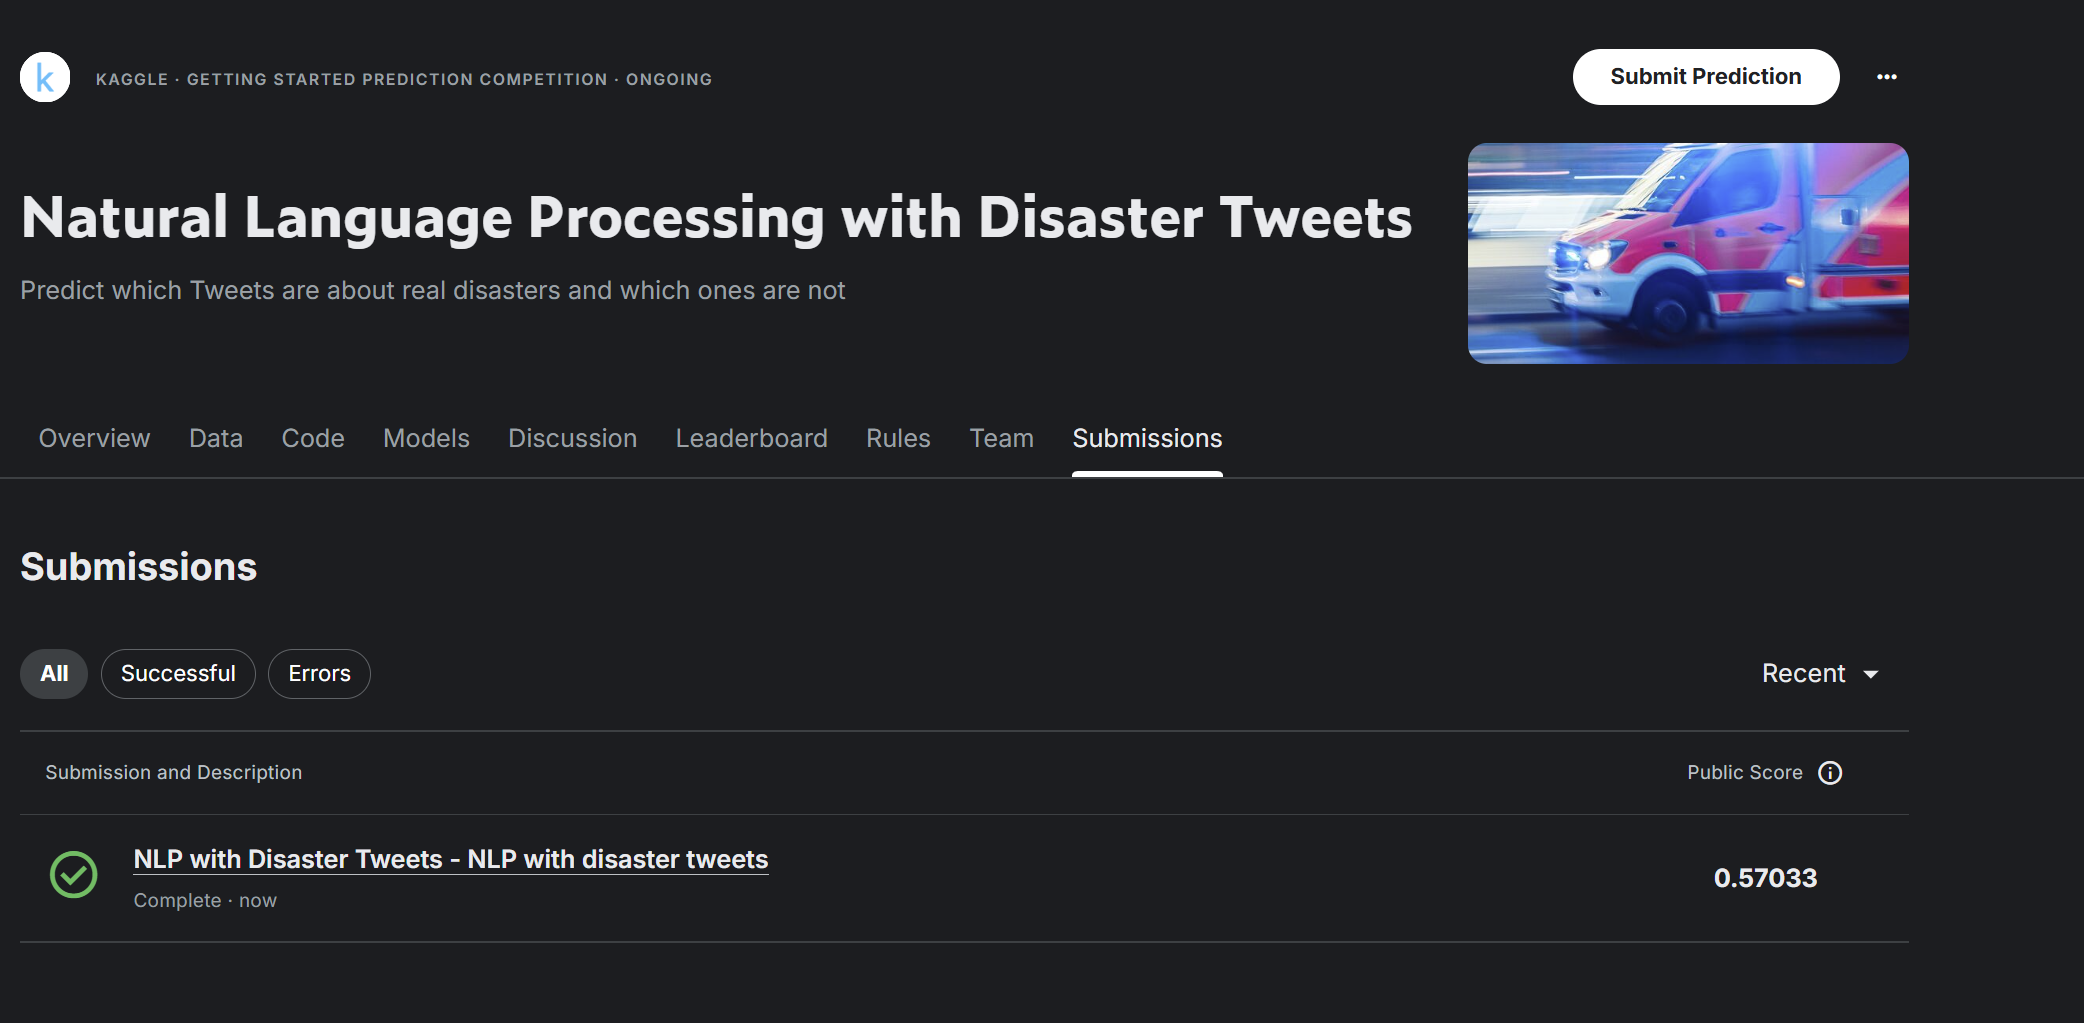 k
KAGGLE · GETTING STARTED PREDICTION COMPETITION · ONGOING
Submit Prediction
Natural Language Processing with Disaster Tweets
Predict which Tweets are about real disasters and which ones are not
Overview Data Code Models Discussion Leaderboard Rules Team Submissions
Submissions
All Successful Errors
Recent
Submission and Description Public Score
NLP with Disaster Tweets - NLP with disaster tweets
Complete · now
0.57033